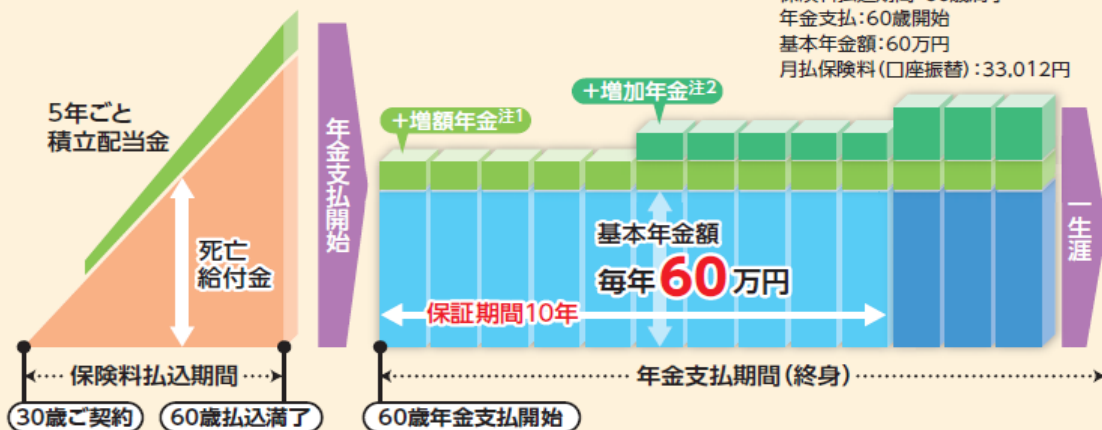 年金支払:60歳開始
基本年金額:60万円
月払保険料(口座振替):33,012円
5年ごと
積立配当金
死亡
給付金
年金支払開始
+増額年金注1
+増加年金注2
基本年金額
毎年60万円
保証期間10年
一生涯
保険料払込期間
年金支払期間(終身)
30歳ご契約
60歳払込満了
60歳年金支払開始